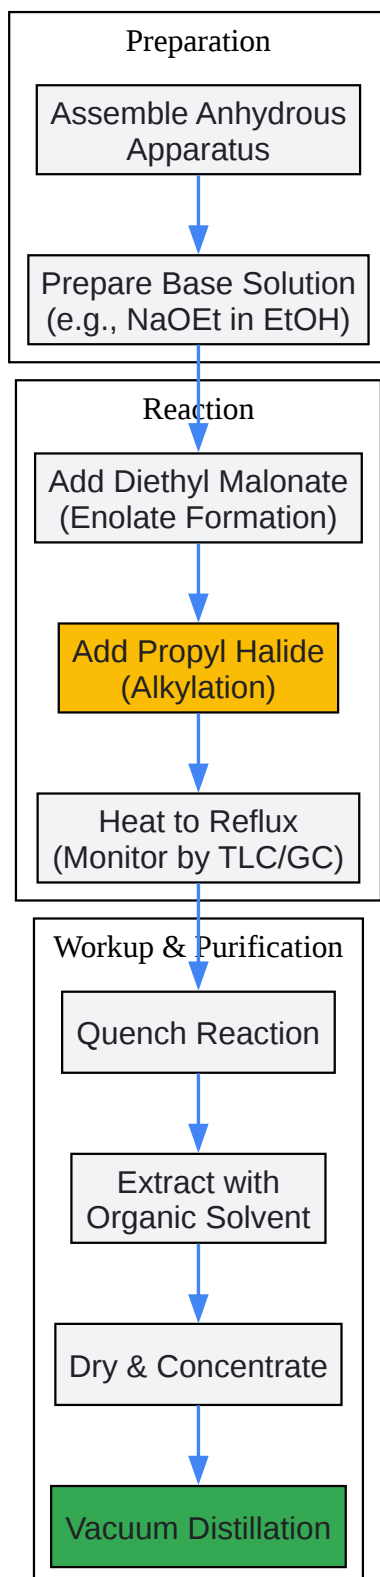 Preparation
Assemble Anhydrous
Apparatus
Prepare Base Solution
(e.g., NaOEt in EtOH)
Reaction
Add Diethyl Malonate
(Enolate Formation)
Add Propyl Halide
(Alkylation)
Heat to Reflux
(Monitor by TLC/GC)
Workup & Purification
Quench Reaction
Extract with
Organic Solvent
Dry & Concentrate
Vacuum Distillation